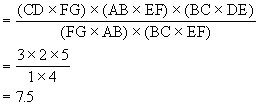 = (CD × FG) × (AB × EF) × (BC × DE)
(FG × AB) × (BC × EF)
= 3 × 2 × 5
1 × 4
= 7.5